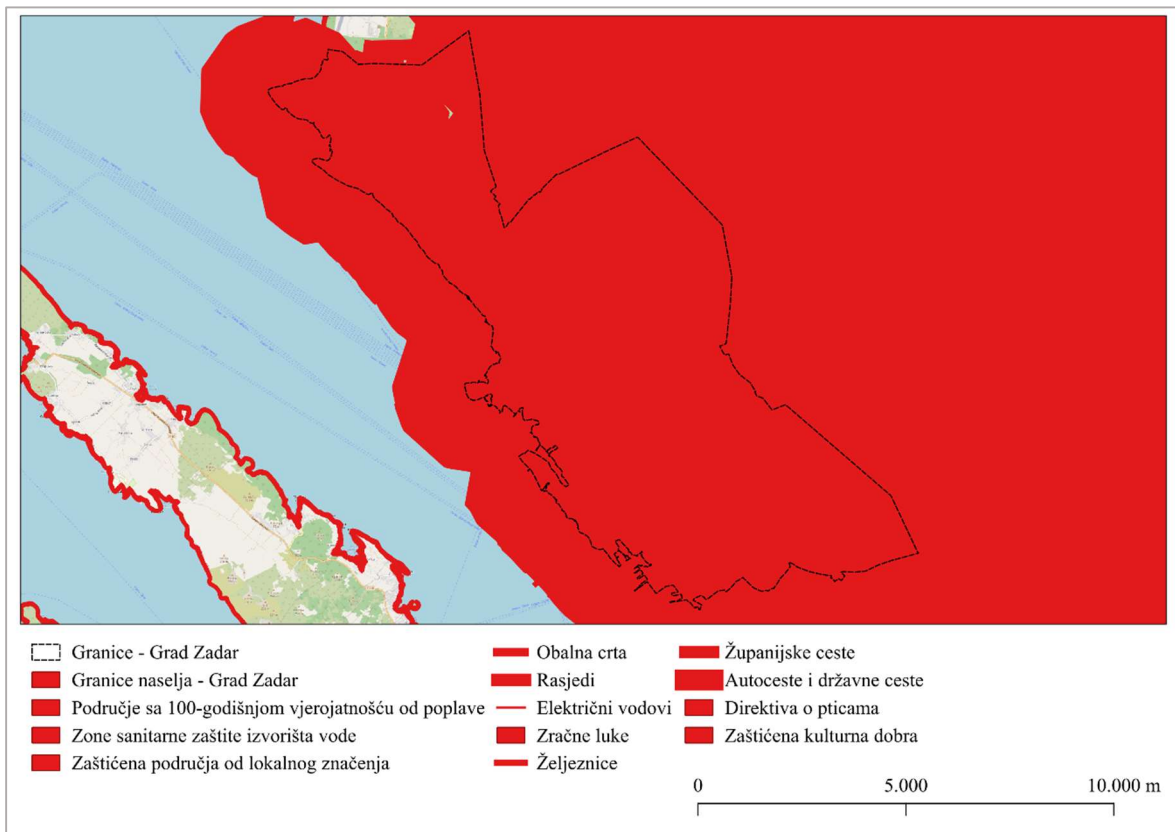 Granice - Grad Zadar
Granice naselja - Grad Zadar
Područje sa 100-godišnjom vjerojatnošću od poplave
Zone sanitarne zaštite izvorišta vode
Zaštićena područja od lokalnog značenja
Obalna crta
Rasjedi
Električni vodovi
Zračne luke
Željeznice
Županijske ceste
Autoceste i državne ceste
Direktiva o pticama
Zaštićena kulturna dobra
0 5.000 10.000 m